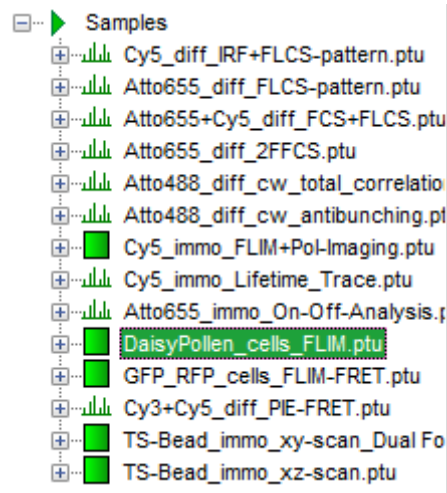 Samples
Cy5_diff_IRF+FLCS-pattern.ptu
Atto655_diff_FLCS-pattern.ptu
Atto655+Cy5_diff_FCS+FLCS.ptu
Atto655_diff_2FFCS.ptu
Atto488_diff_cw_total_correlatio
Atto488_diff_cw_antibunching.pt
Cy5_immo_FLIM+Pol-Imaging.ptu
Cy5_immo_Lifetime_Trace.ptu
Atto655_immo_On-Off-Analysis.p
DaisyPollen_cells_FLIM.ptu
GFP_RFP_cells_FLIM-FRET.ptu
Cy3+Cy5_diff_PIE-FRET.ptu
TS-Bead_immo_xy-scan_Dual Fo
TS-Bead_immo_xz-scan.ptu